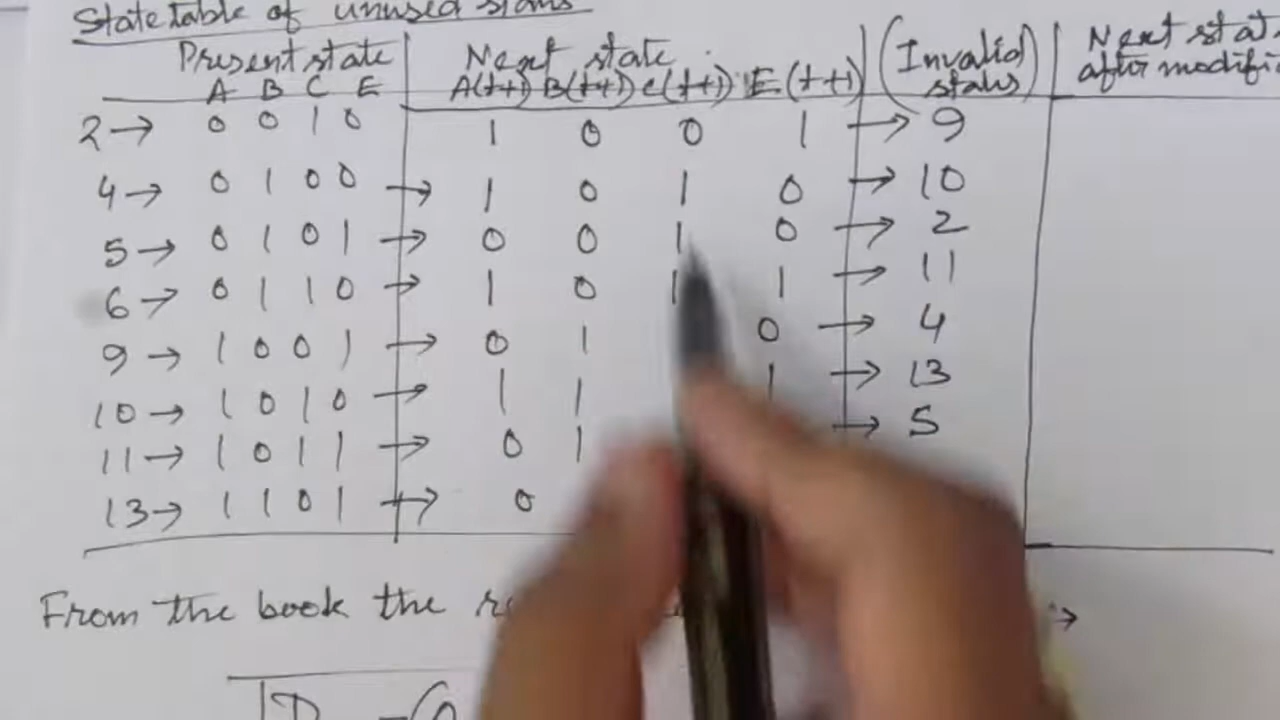 State table of unused states
Present state Next state (Invalid Next stat
A B C E A(t+1) B(t+1) C(t+1) E(t+1) states) after modifi
2→ 0 0 1 0 1 0 0 1 → 9
4→ 0 1 0 0 → 1 0 1 0 → 10
5→ 0 1 0 1 → 0 0 1 0 → 2
6→ 0 1 1 0 → 1 0 1 1 → 11
9→ 1 0 0 1 → 0 1 0 → 4
10→ 1 0 1 0 → 1 1 1 → 13
11→ 1 0 1 1 → 0 1 → 5
13→ 1 1 0 1 → 0
From the book the →